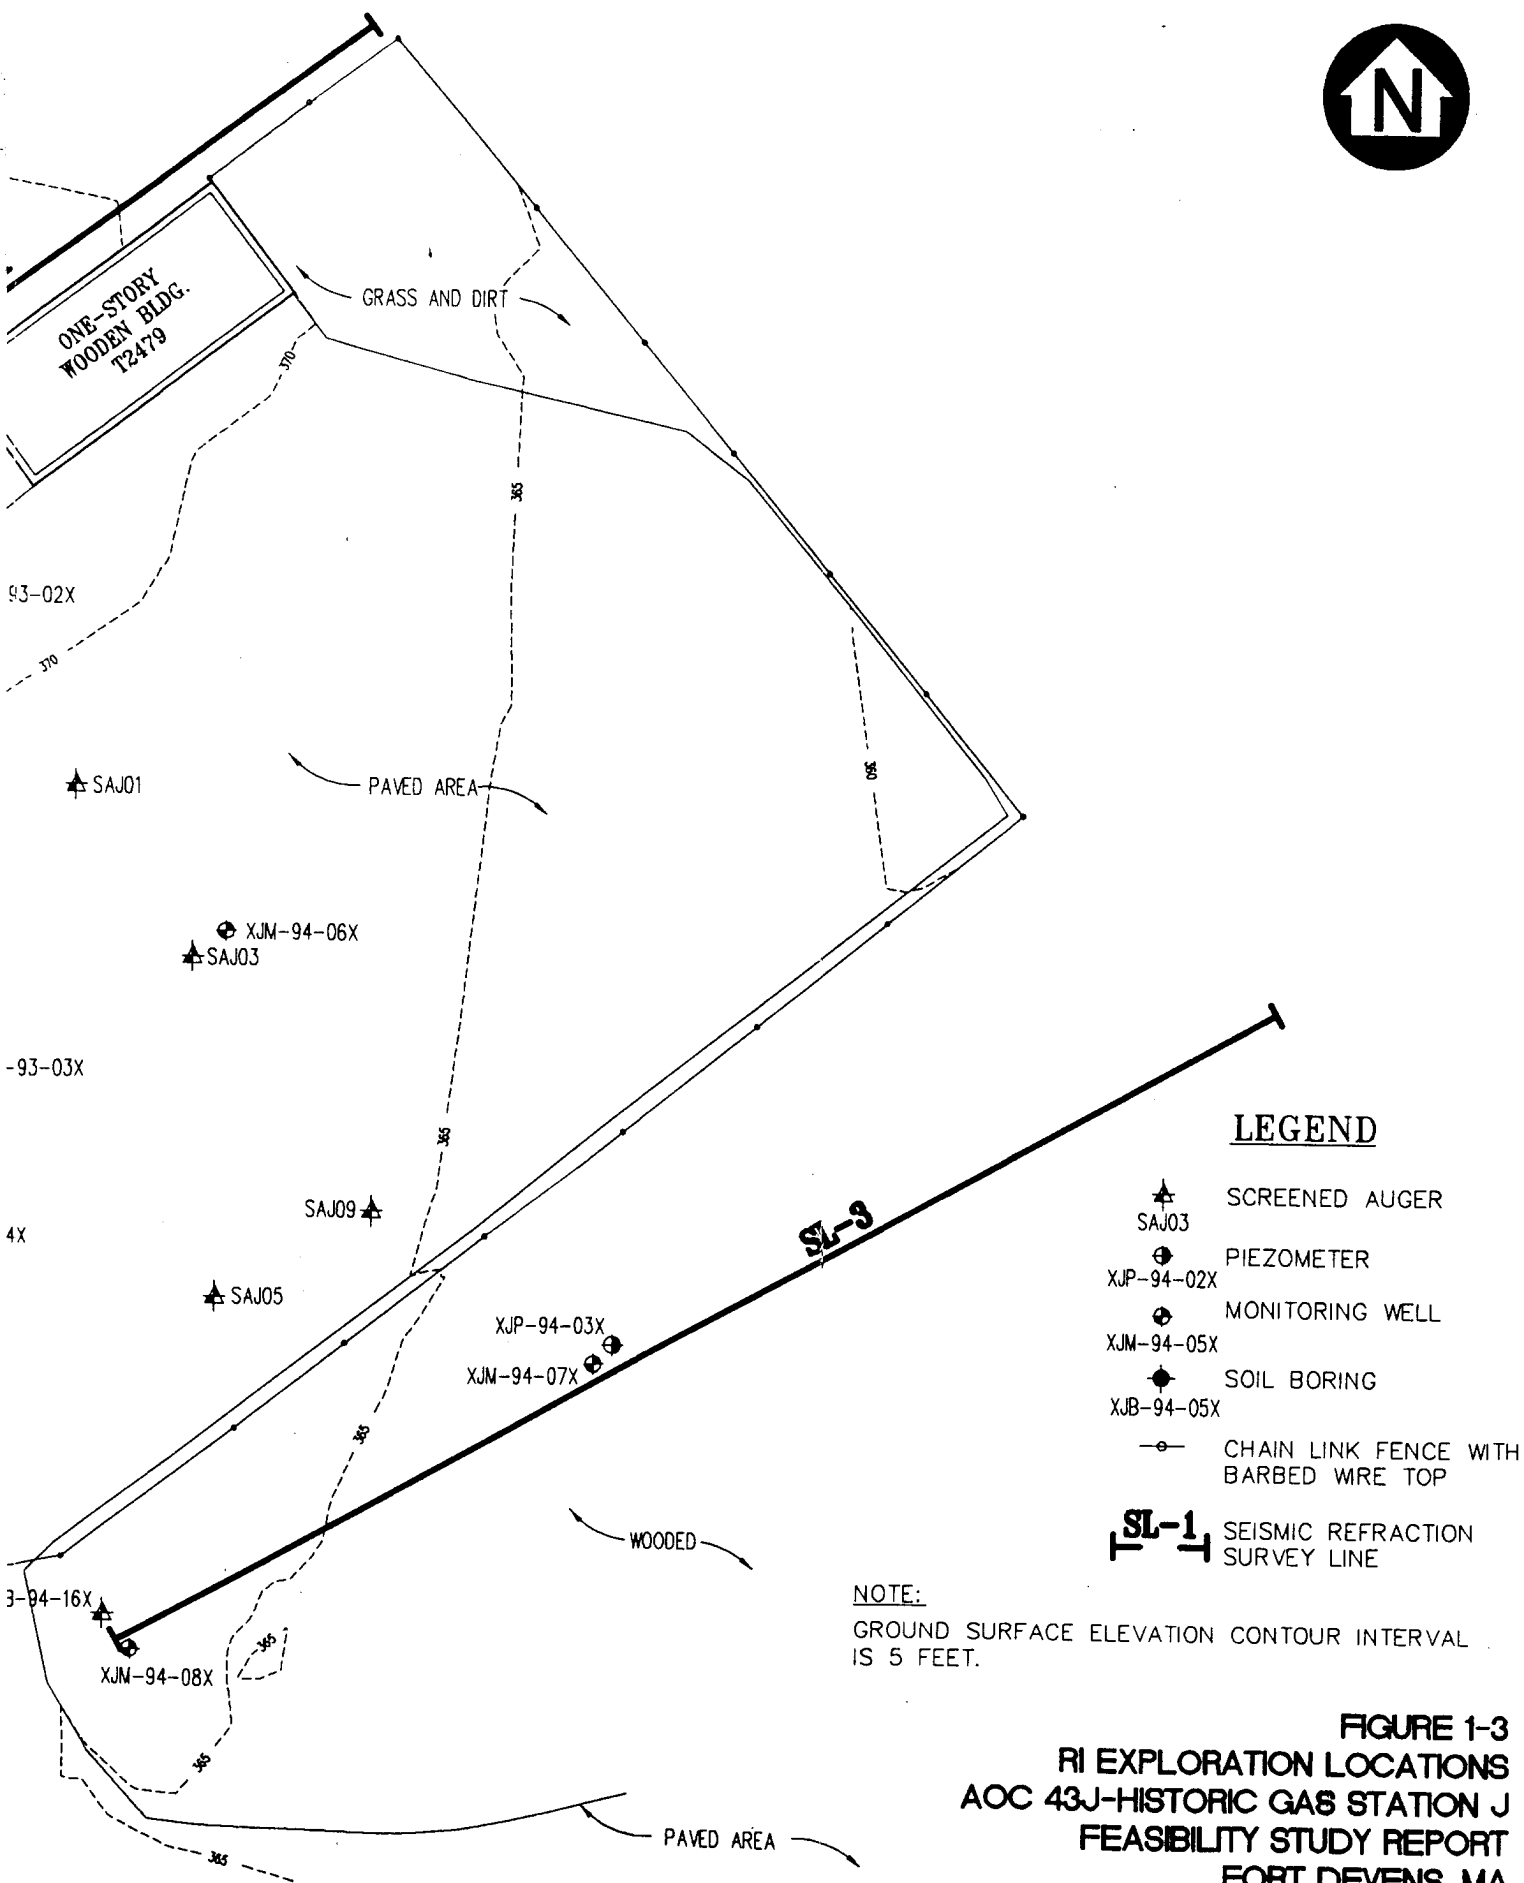 N
ONE-STORY
WOODEN BLDG.
T2479
GRASS AND DIRT
370
365
93-02X
370
360
SAJ01
PAVED AREA
XJM-94-06X
SAJ03
-93-03X
365
LEGEND
SAJ09
4X
SAJ05
SL-3
XJP-94-03X
XJM-94-07X
365
WOODED
-94-16X
XJM-94-08X
365
365
365
PAVED AREA
SCREENED AUGER
SAJ03
PIEZOMETER
XJP-94-02X
MONITORING WELL
XJM-94-05X
SOIL BORING
XJB-94-05X
CHAIN LINK FENCE WITH
BARBED WIRE TOP
SL-1
SEISMIC REFRACTION
SURVEY LINE
NOTE:
GROUND SURFACE ELEVATION CONTOUR INTERVAL
IS 5 FEET.
FIGURE 1-3
RI EXPLORATION LOCATIONS
AOC 43J-HISTORIC GAS STATION J
FEASIBILITY STUDY REPORT
FORT DEVENS, MA